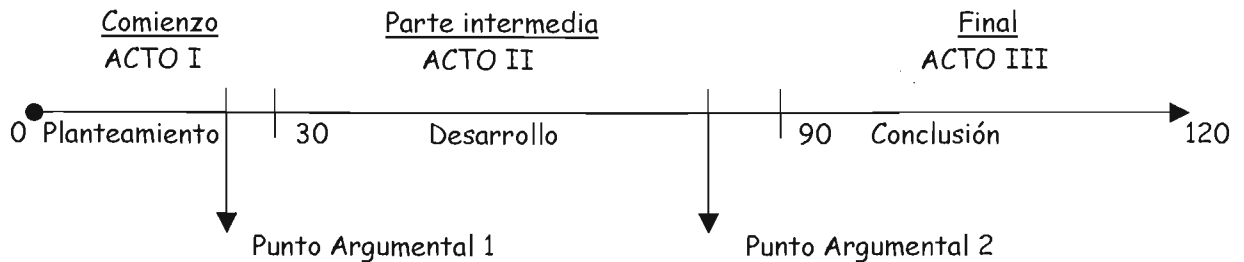 Comienzo
ACTO I
Parte intermedia
ACTO II
Final
ACTO III
0 Planteamiento 30 Desarrollo 90 Conclusión 120
Punto Argumental 1
Punto Argumental 2